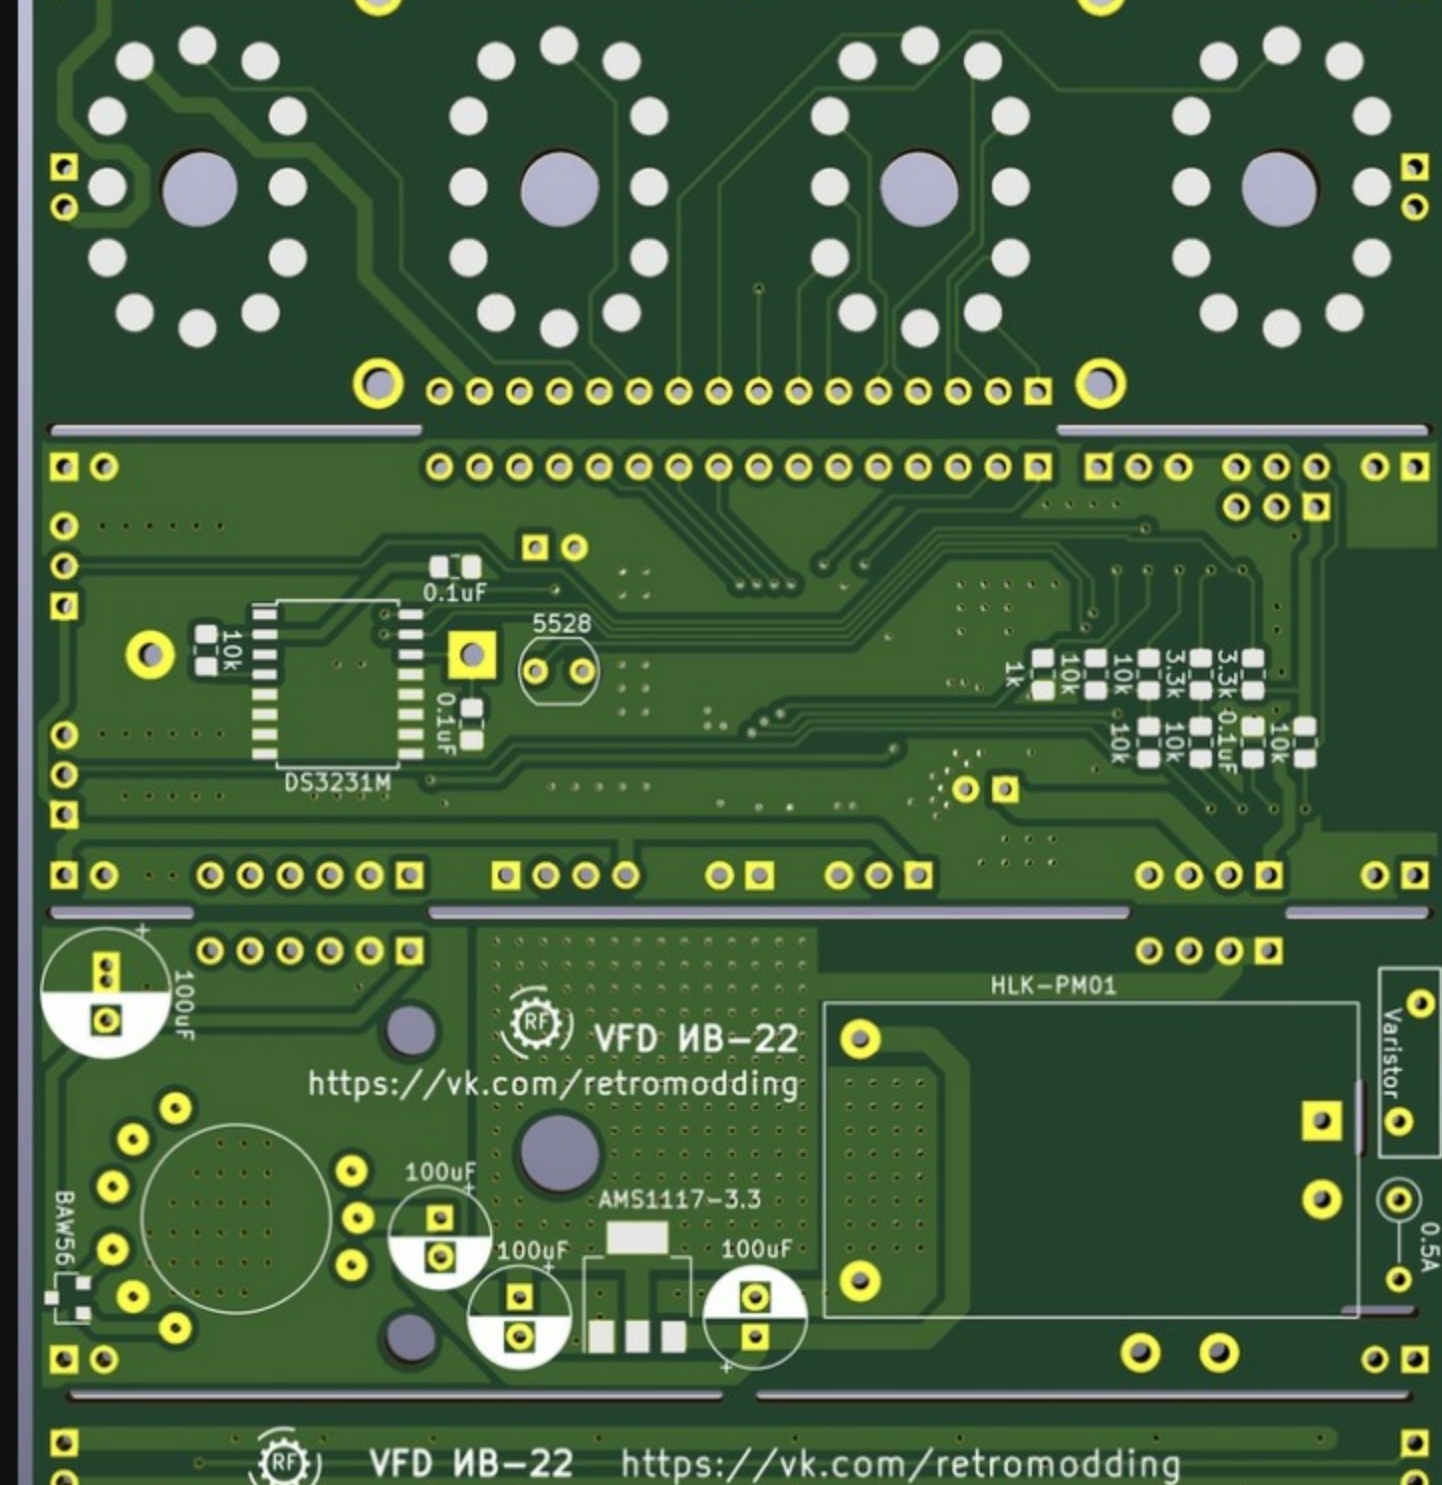 0.1uF
5528
10k
1k
10k
10k
3.3k
3.3k
0.1uF
10k
10k
0.1uF
10k
DS3231M
100uF
HLK-PM01
RF
VFD ИВ-22
https://vk.com/retromodding
Varistor
100uF
BAW56
AMS1117-3.3
100uF
100uF
0.5A
RF
VFD ИВ-22 https://vk.com/retromodding